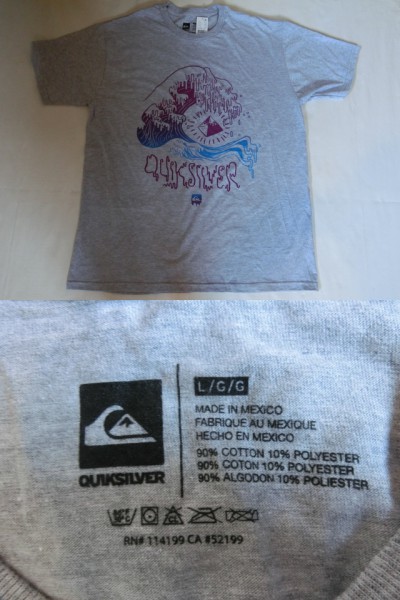 QUIKSILVER
QUIKSILVER
L/G/G
MADE IN MEXICO
FABRIQUE AU MEXIQUE
HECHO EN MEXICO
90% COTTON 10% POLYESTER
90% COTON 10% POLYESTER
90% ALGODON 10% POLIESTER
RN# 114199 CA #52199